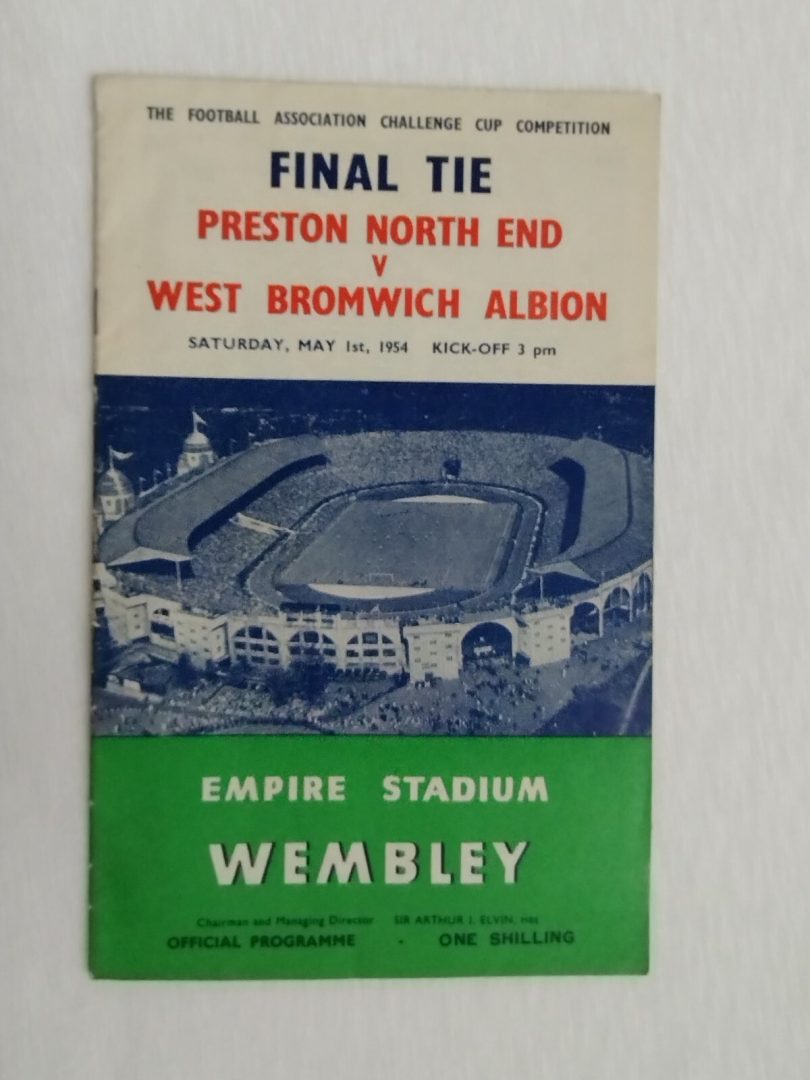 THE FOOTBALL ASSOCIATION CHALLENGE CUP COMPETITION
FINAL TIE
PRESTON NORTH END
V
WEST BROMWICH ALBION
SATURDAY, MAY 1st, 1954 KICK-OFF 3 pm
EMPIRE STADIUM
WEMBLEY
Chairman and Managing Director SIR ARTHUR J. ELVIN, MBE
OFFICIAL PROGRAMME - ONE SHILLING